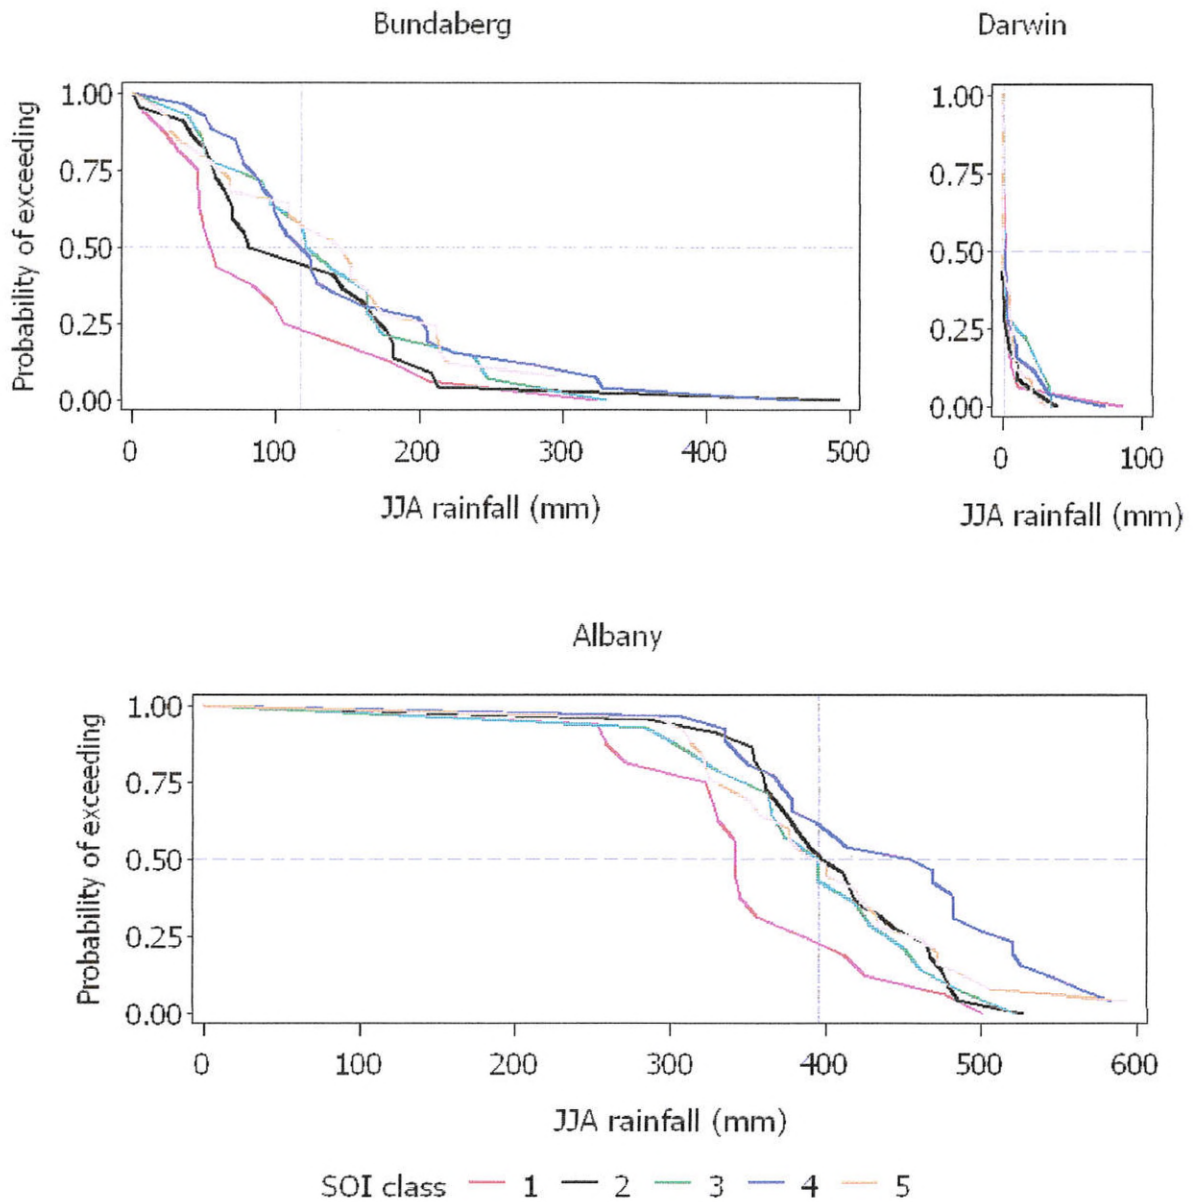 Bundaberg
Probability of exceeding
1.00
0.75
0.50
0.25
0.00
0 100 200 300 400 500
JJA rainfall (mm)
Darwin
1.00
0.75
0.50
0.25
0.00
0 100
JJA rainfall (mm)
Albany
Probability of exceeding
1.00
0.75
0.50
0.25
0.00
0 100 200 300 400 500 600
JJA rainfall (mm)
SOI class 1 2 3 4 5